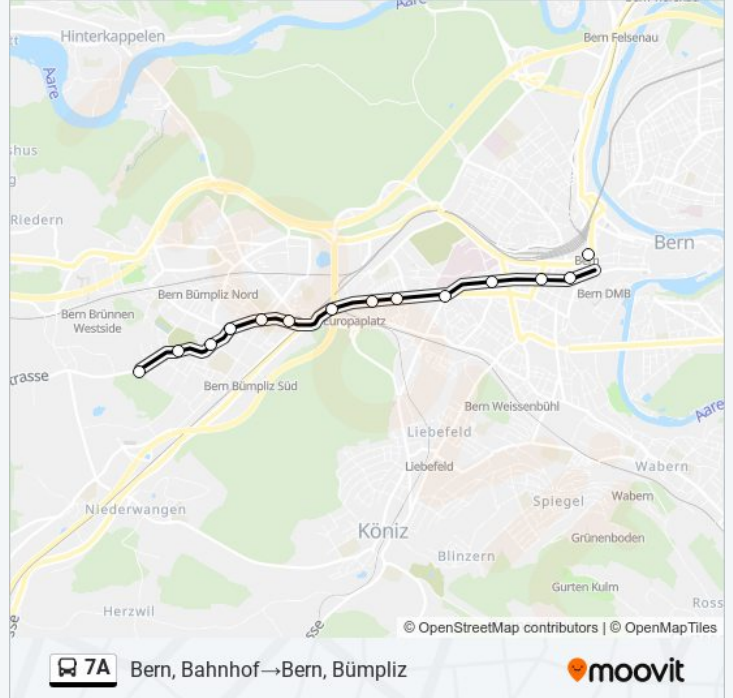 Aare
Hinterkappelen
Bern Felsenau
Aare
Riedern
Bern
Bern Bümpliz Nord
Bern DMB
Bern Brünnen
Westside
Europaplatz
Bern Bümpliz Süd
Bern Weissenbühl
Aare
Liebefeld
Liebefeld
Wabern
Wabern
Spiegel
Niederwangen
Köniz
Grünenboden
Blinzern
Gurten Kulm
Herzwil
© OpenStreetMap contributors | © OpenMapTiles
7A Bern, Bahnhof→Bern, Bümpliz
moovit